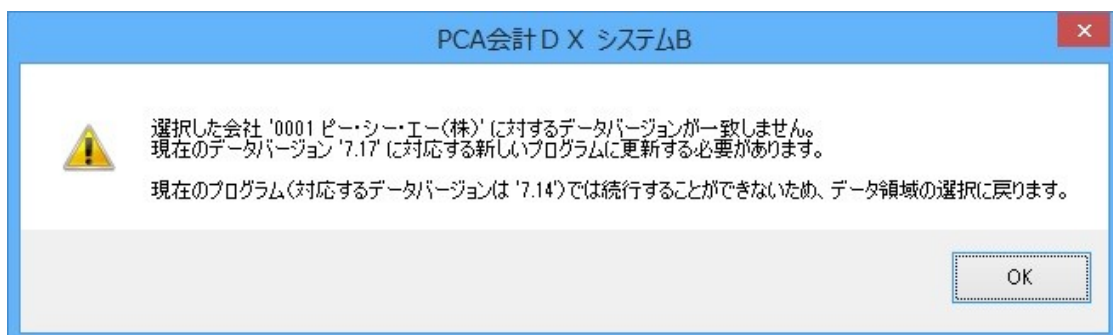 PCA会計ＤＸ システムB
選択した会社 '0001 ピー・シー・エー(株)' に対するデータバージョンが一致しません。
現在のデータバージョン '7.17' に対応する新しいプログラムに更新する必要があります。
現在のプログラム(対応するデータバージョンは '7.14')では続行することができないため、データ領域の選択に戻ります。
OK